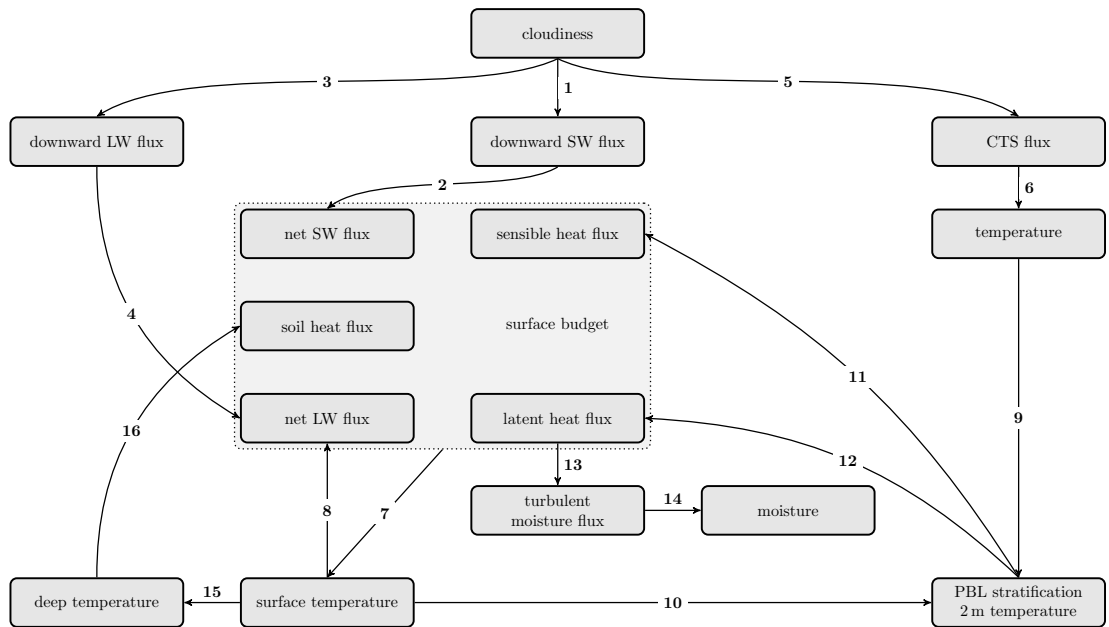 cloudiness
3
1
5
downward LW flux
downward SW flux
CTS flux
2
6
net SW flux
sensible heat flux
temperature
4
soil heat flux
surface budget
11
16
net LW flux
latent heat flux
9
12
13
8
7
turbulent
moisture flux
14
moisture
deep temperature
15
surface temperature
10
PBL stratification
2 m temperature